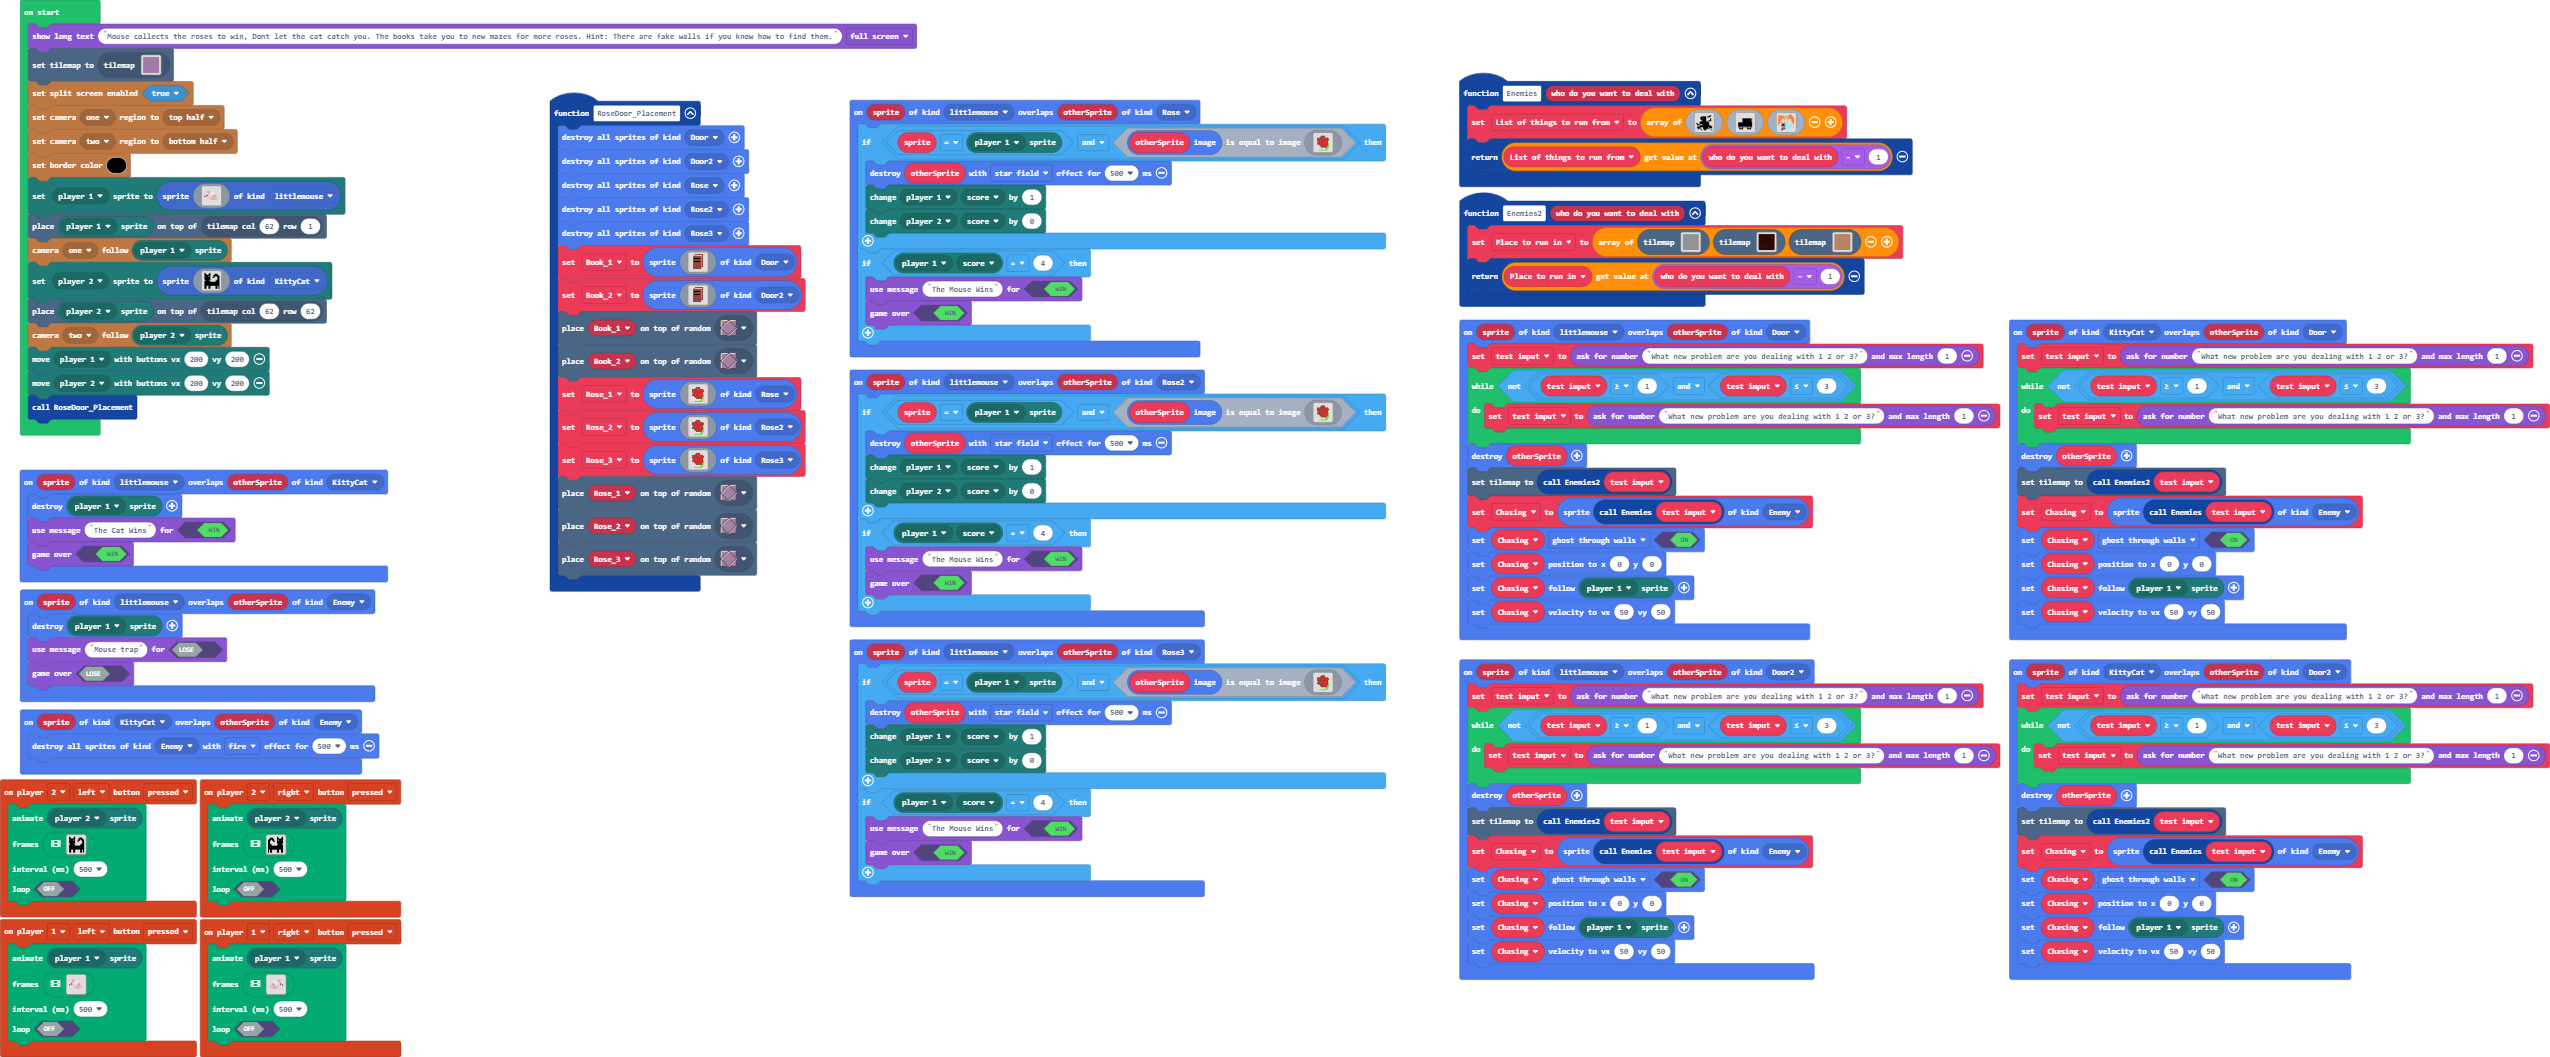 on start
show long text "Mouse collects the roses to win, Dont let the cat catch you. The books take you to new mazes for more roses. Hint: There are fake walls if you know how to find them." full screen
set tilemap to tilemap
set split screen enabled true
set camera one region to top half
set camera two region to bottom half
set border color
set player 1 sprite to sprite of kind littlemouse
place player 1 sprite on top of tilemap col 62 row 1
camera one follow player 1 sprite
set player 2 sprite to sprite of kind KittyCat
place player 2 sprite on top of tilemap col 62 row 62
camera two follow player 2 sprite
move player 1 with buttons vx 200 vy 200
move player 2 with buttons vx 200 vy 200
call RoseDoor_Placement
on sprite of kind littlemouse overlaps otherSprite of kind KittyCat
destroy player 1 sprite
use message "The Cat Wins" for WIN
game over WIN
on sprite of kind littlemouse overlaps otherSprite of kind Enemy
destroy player 1 sprite
use message "Mouse trap" for LOSE
game over LOSE
on sprite of kind KittyCat overlaps otherSprite of kind Enemy
destroy all sprites of kind Enemy with fire effect for 500 ms
on player 2 left button pressed
animate player 2 sprite
frames
interval (ms) 500
loop OFF
on player 2 right button pressed
animate player 2 sprite
frames
interval (ms) 500
loop OFF
on player 1 left button pressed
animate player 1 sprite
frames
interval (ms) 500
loop OFF
on player 1 right button pressed
animate player 1 sprite
frames
interval (ms) 500
loop OFF
function RoseDoor_Placement
destroy all sprites of kind Door
destroy all sprites of kind Door2
destroy all sprites of kind Rose
destroy all sprites of kind Rose2
destroy all sprites of kind Rose3
set Book_1 to sprite of kind Door
set Book_2 to sprite of kind Door2
place Book_1 on top of random
place Book_2 on top of random
set Rose_1 to sprite of kind Rose
set Rose_2 to sprite of kind Rose2
set Rose_3 to sprite of kind Rose3
place Rose_1 on top of random
place Rose_2 on top of random
place Rose_3 on top of random
on sprite of kind littlemouse overlaps otherSprite of kind Rose
if sprite = player 1 sprite and otherSprite image is equal to image then
destroy otherSprite with star field effect for 500 ms
change player 1 score by 1
change player 2 score by 0
if player 1 score = 4 then
use message "The Mouse Wins" for WIN
game over WIN
on sprite of kind littlemouse overlaps otherSprite of kind Rose2
if sprite = player 1 sprite and otherSprite image is equal to image then
destroy otherSprite with star field effect for 500 ms
change player 1 score by 1
change player 2 score by 0
if player 1 score = 4 then
use message "The Mouse Wins" for WIN
game over WIN
on sprite of kind littlemouse overlaps otherSprite of kind Rose3
if sprite = player 1 sprite and otherSprite image is equal to image then
destroy otherSprite with star field effect for 500 ms
change player 1 score by 1
change player 2 score by 0
if player 1 score = 4 then
use message "The Mouse Wins" for WIN
game over WIN
function Enemies who do you want to deal with
set List of things to run from to array of
return List of things to run from get value at who do you want to deal with - 1
function Enemies2 who do you want to deal with
set Place to run in to array of tilemap tilemap tilemap
return Place to run in get value at who do you want to deal with - 1
on sprite of kind littlemouse overlaps otherSprite of kind Door
set test imput to ask for number "What new problem are you dealing with 1 2 or 3?" and max length 1
while not test imput ≥ 1 and test imput ≤ 3
do set test imput to ask for number "What new problem are you dealing with 1 2 or 3?" and max length 1
destroy otherSprite
set tilemap to call Enemies2 test imput
set Chasing to sprite call Enemies test imput of kind Enemy
set Chasing ghost through walls ON
set Chasing position to x 0 y 0
set Chasing follow player 1 sprite
set Chasing velocity to vx 50 vy 50
on sprite of kind KittyCat overlaps otherSprite of kind Door
set test imput to ask for number "What new problem are you dealing with 1 2 or 3?" and max length 1
while not test imput ≥ 1 and test imput ≤ 3
do set test imput to ask for number "What new problem are you dealing with 1 2 or 3?" and max length 1
destroy otherSprite
set tilemap to call Enemies2 test imput
set Chasing to sprite call Enemies test imput of kind Enemy
set Chasing ghost through walls ON
set Chasing position to x 0 y 0
set Chasing follow player 1 sprite
set Chasing velocity to vx 50 vy 50
on sprite of kind littlemouse overlaps otherSprite of kind Door2
set test imput to ask for number "What new problem are you dealing with 1 2 or 3?" and max length 1
while not test imput ≥ 1 and test imput ≤ 3
do set test imput to ask for number "What new problem are you dealing with 1 2 or 3?" and max length 1
destroy otherSprite
set tilemap to call Enemies2 test imput
set Chasing to sprite call Enemies test imput of kind Enemy
set Chasing ghost through walls ON
set Chasing position to x 0 y 0
set Chasing follow player 1 sprite
set Chasing velocity to vx 50 vy 50
on sprite of kind KittyCat overlaps otherSprite of kind Door2
set test imput to ask for number "What new problem are you dealing with 1 2 or 3?" and max length 1
while not test imput ≥ 1 and test imput ≤ 3
do set test imput to ask for number "What new problem are you dealing with 1 2 or 3?" and max length 1
destroy otherSprite
set tilemap to call Enemies2 test imput
set Chasing to sprite call Enemies test imput of kind Enemy
set Chasing ghost through walls ON
set Chasing position to x 0 y 0
set Chasing follow player 1 sprite
set Chasing velocity to vx 50 vy 50